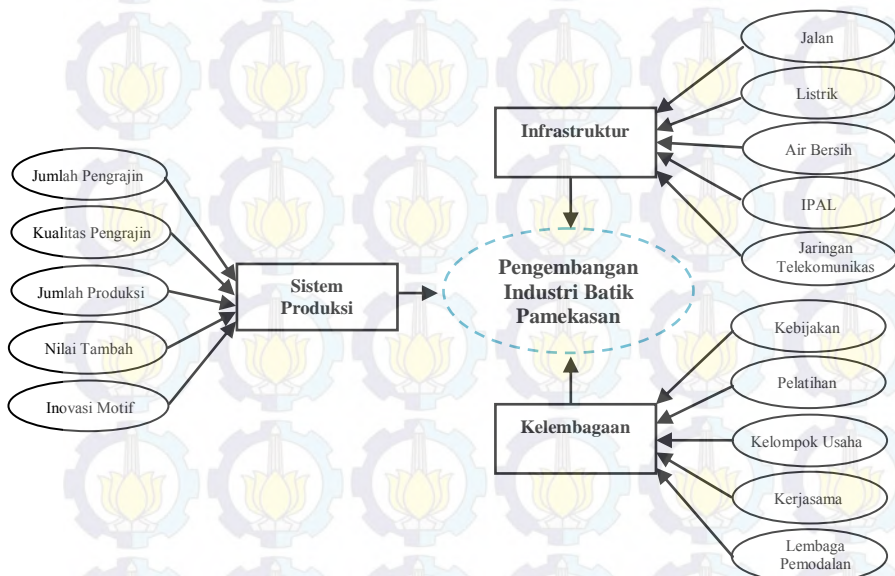 Jalan
Listrik
Infrastruktur
Air Bersih
IPAL
Jaringan
Telekomunikas
Jumlah Pengrajin
Kualitas Pengrajin
Jumlah Produksi
Nilai Tambah
Inovasi Motif
Sistem
Produksi
Pengembangan
Industri Batik
Pamekasan
Kebijakan
Pelatihan
Kelembagaan
Kelompok Usaha
Kerjasama
Lembaga
Pemodalan